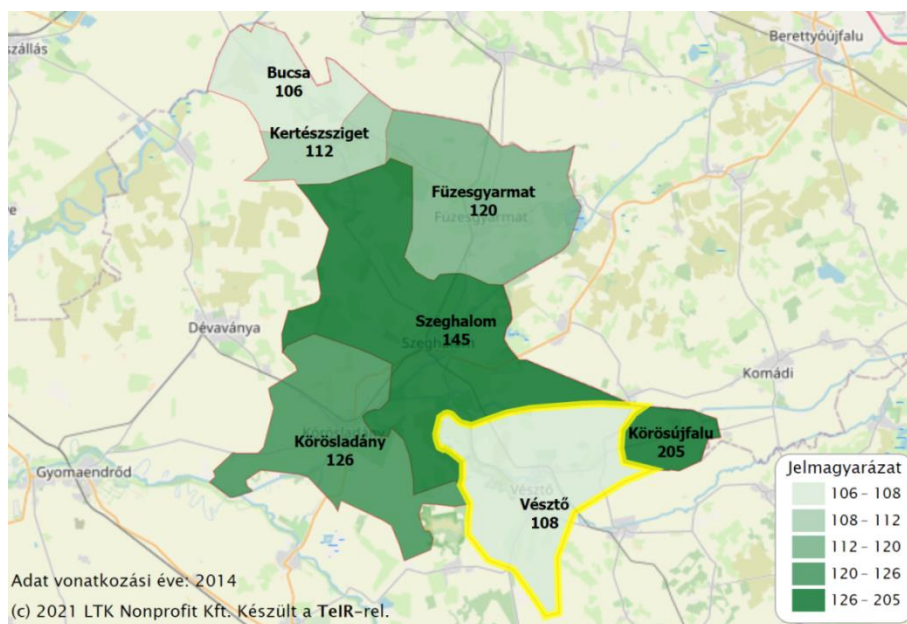 szállás
Berettyóújfalu
Bucsa
106
Kertészsziget
112
Füzesgyarmat
120
Füzesgyarmat
Szeghalom
145
Szeghalom
Dévaványa
Komádi
Körösladány
Körösladány
126
Körösújfalu
205
Gyomaendrőd
Vésztő
Vésztő
108
Jelmagyarázat
106 - 108
108 - 112
112 - 120
120 - 126
126 - 205
Adat vonatkozási éve: 2014
(c) 2021 LTK Nonprofit Kft. Készült a TeIR-rel.